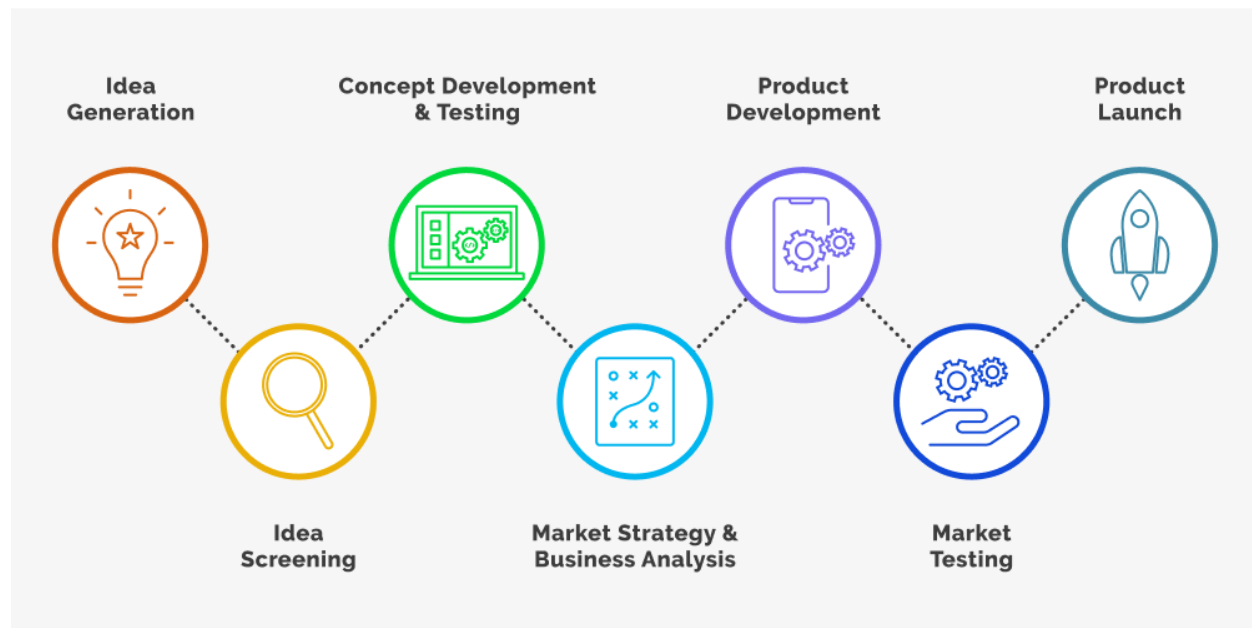 Idea
Generation
Idea
Screening
Concept Development
& Testing
Market Strategy &
Business Analysis
Product
Development
Market
Testing
Product
Launch